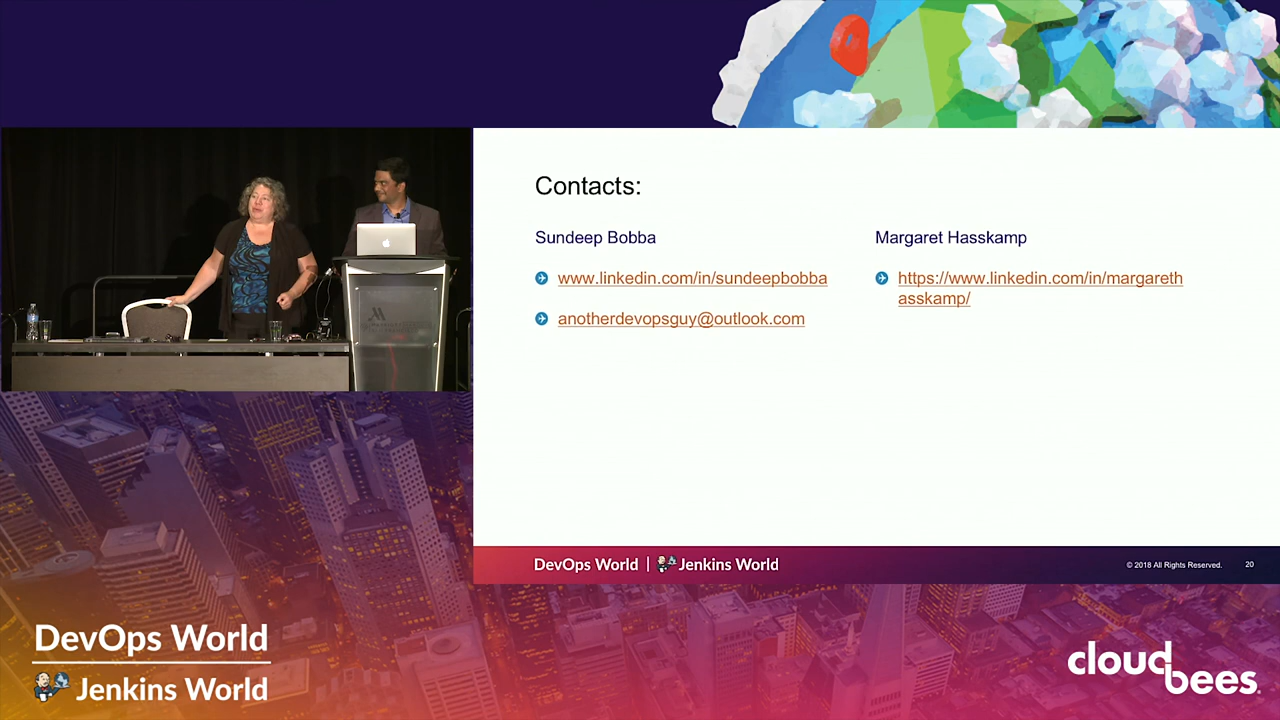 Contacts:
Sundeep Bobba
www.linkedin.com/in/sundeepbobba
anotherdevopsguy@outlook.com
Margaret Hasskamp
https://www.linkedin.com/in/margareth
asskamp/
DevOps World | Jenkins World
© 2018 All Rights Reserved.
20
DevOps World
Jenkins World
cloudbees.